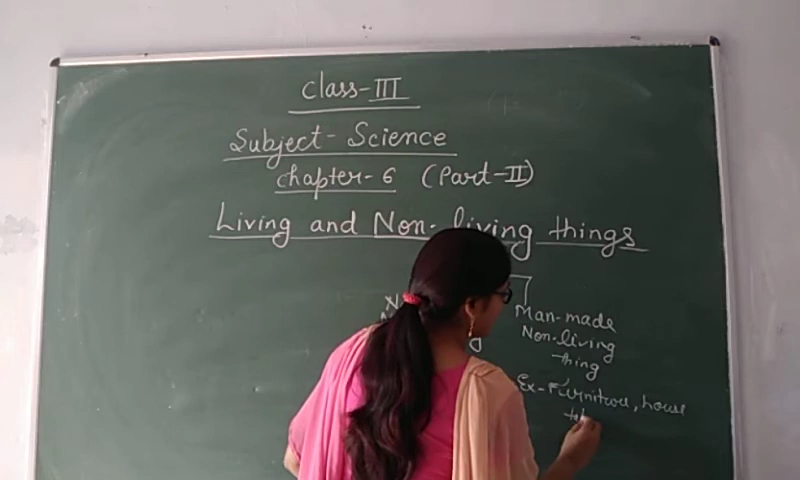 Class-III
Subject-Science
Chapter-6 (Part-II)
Living and Non-living things
Man-made
Non-living
thing
Ex-Furniture, house